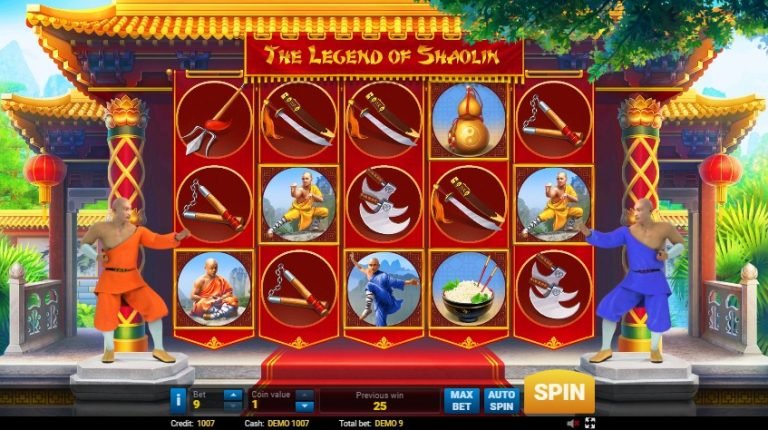 THE LEGEND OF SHAOLIN
i
Bet
9
Coin value
1
Previous win
25
MAX BET
AUTO SPIN
SPIN
Credit: 1007 Cash: DEMO 1007 Total bet: DEMO 9